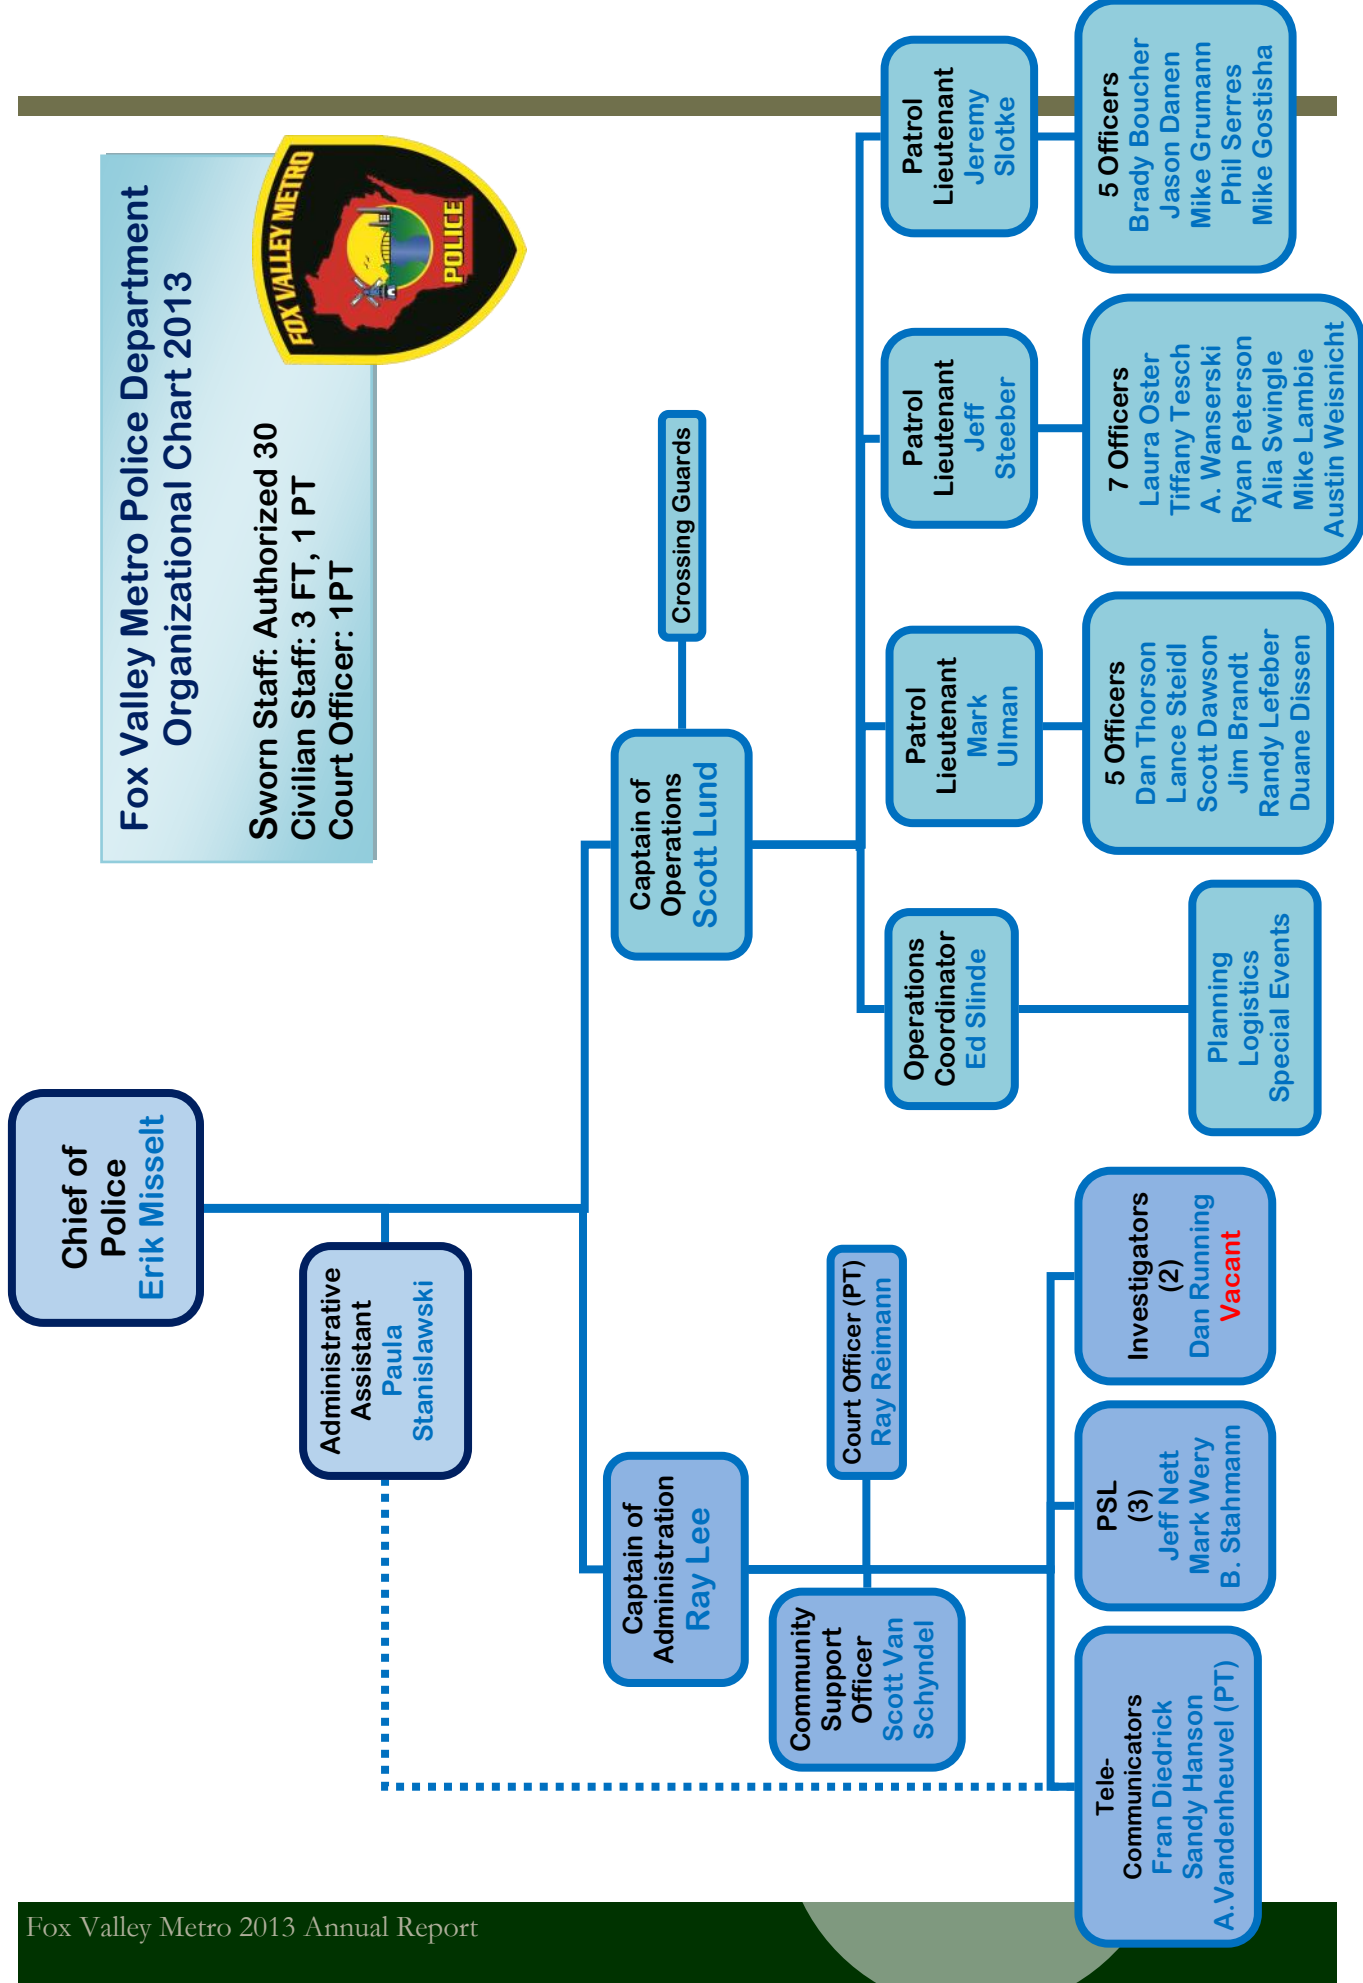 Fox Valley Metro Police Department
Organizational Chart 2013
Sworn Staff: Authorized 30
Civilian Staff: 3 FT, 1 PT
Court Officer: 1PT
FOX VALLEY METRO
POLICE
Chief of
Police
Erik Misselt
Administrative
Assistant
Paula
Stanislawski
Captain of
Administration
Ray Lee
Captain of
Operations
Scott Lund
Crossing Guards
Community
Support
Officer
Scott Van
Schyndel
Court Officer (PT)
Ray Reimann
Tele-
Communicators
Fran Diedrick
Sandy Hanson
A.Vandenheuvel (PT)
PSL
(3)
Jeff Nett
Mark Wery
B. Stahmann
Investigators
(2)
Dan Running
Vacant
Operations
Coordinator
Ed Slinde
Planning
Logistics
Special Events
Patrol
Lieutenant
Mark
Ulman
5 Officers
Dan Thorson
Lance Steidl
Scott Dawson
Jim Brandt
Randy Lefeber
Duane Dissen
Patrol
Lieutenant
Jeff
Steeber
7 Officers
Laura Oster
Tiffany Tesch
A. Wanserski
Ryan Peterson
Alia Swingle
Mike Lambie
Austin Weisnicht
Patrol
Lieutenant
Jeremy
Slotke
5 Officers
Brady Boucher
Jason Danen
Mike Grumann
Phil Serres
Mike Gostisha
Fox Valley Metro 2013 Annual Report